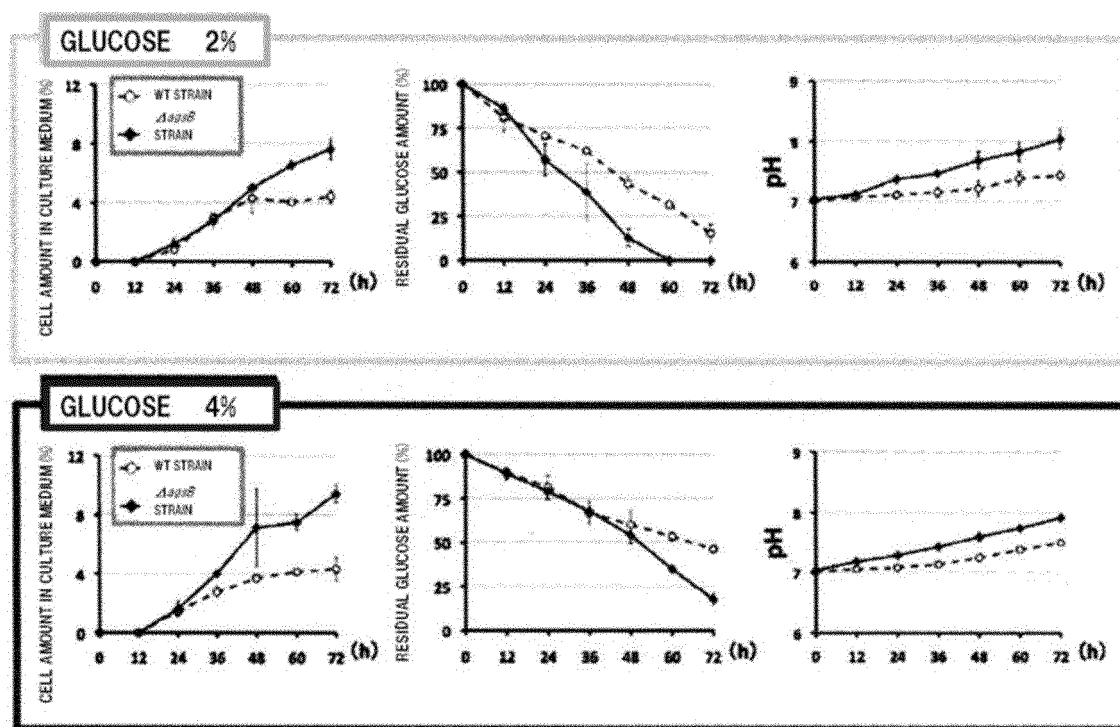 GLUCOSE 2%
CELL AMOUNT IN CULTURE MEDIUM (%)
12
8
4
0
WT STRAIN
ΔagsB
STRAIN
0 12 24 36 48 60 72 (h)
RESIDUAL GLUCOSE AMOUNT (%)
100
75
50
25
0
0 12 24 36 48 60 72 (h)
pH
9
8
7
6
0 12 24 36 48 60 72 (h)
GLUCOSE 4%
CELL AMOUNT IN CULTURE MEDIUM (%)
12
8
4
0
WT STRAIN
ΔagsB
STRAIN
0 12 24 36 48 60 72 (h)
RESIDUAL GLUCOSE AMOUNT (%)
100
75
50
25
0
0 12 24 36 48 60 72 (h)
pH
9
8
7
6
0 12 24 36 48 60 72 (h)